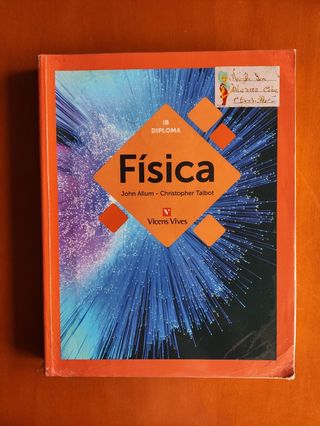 IB
DIPLOMA
Física
John Allum - Christopher Talbot
Vicens Vives